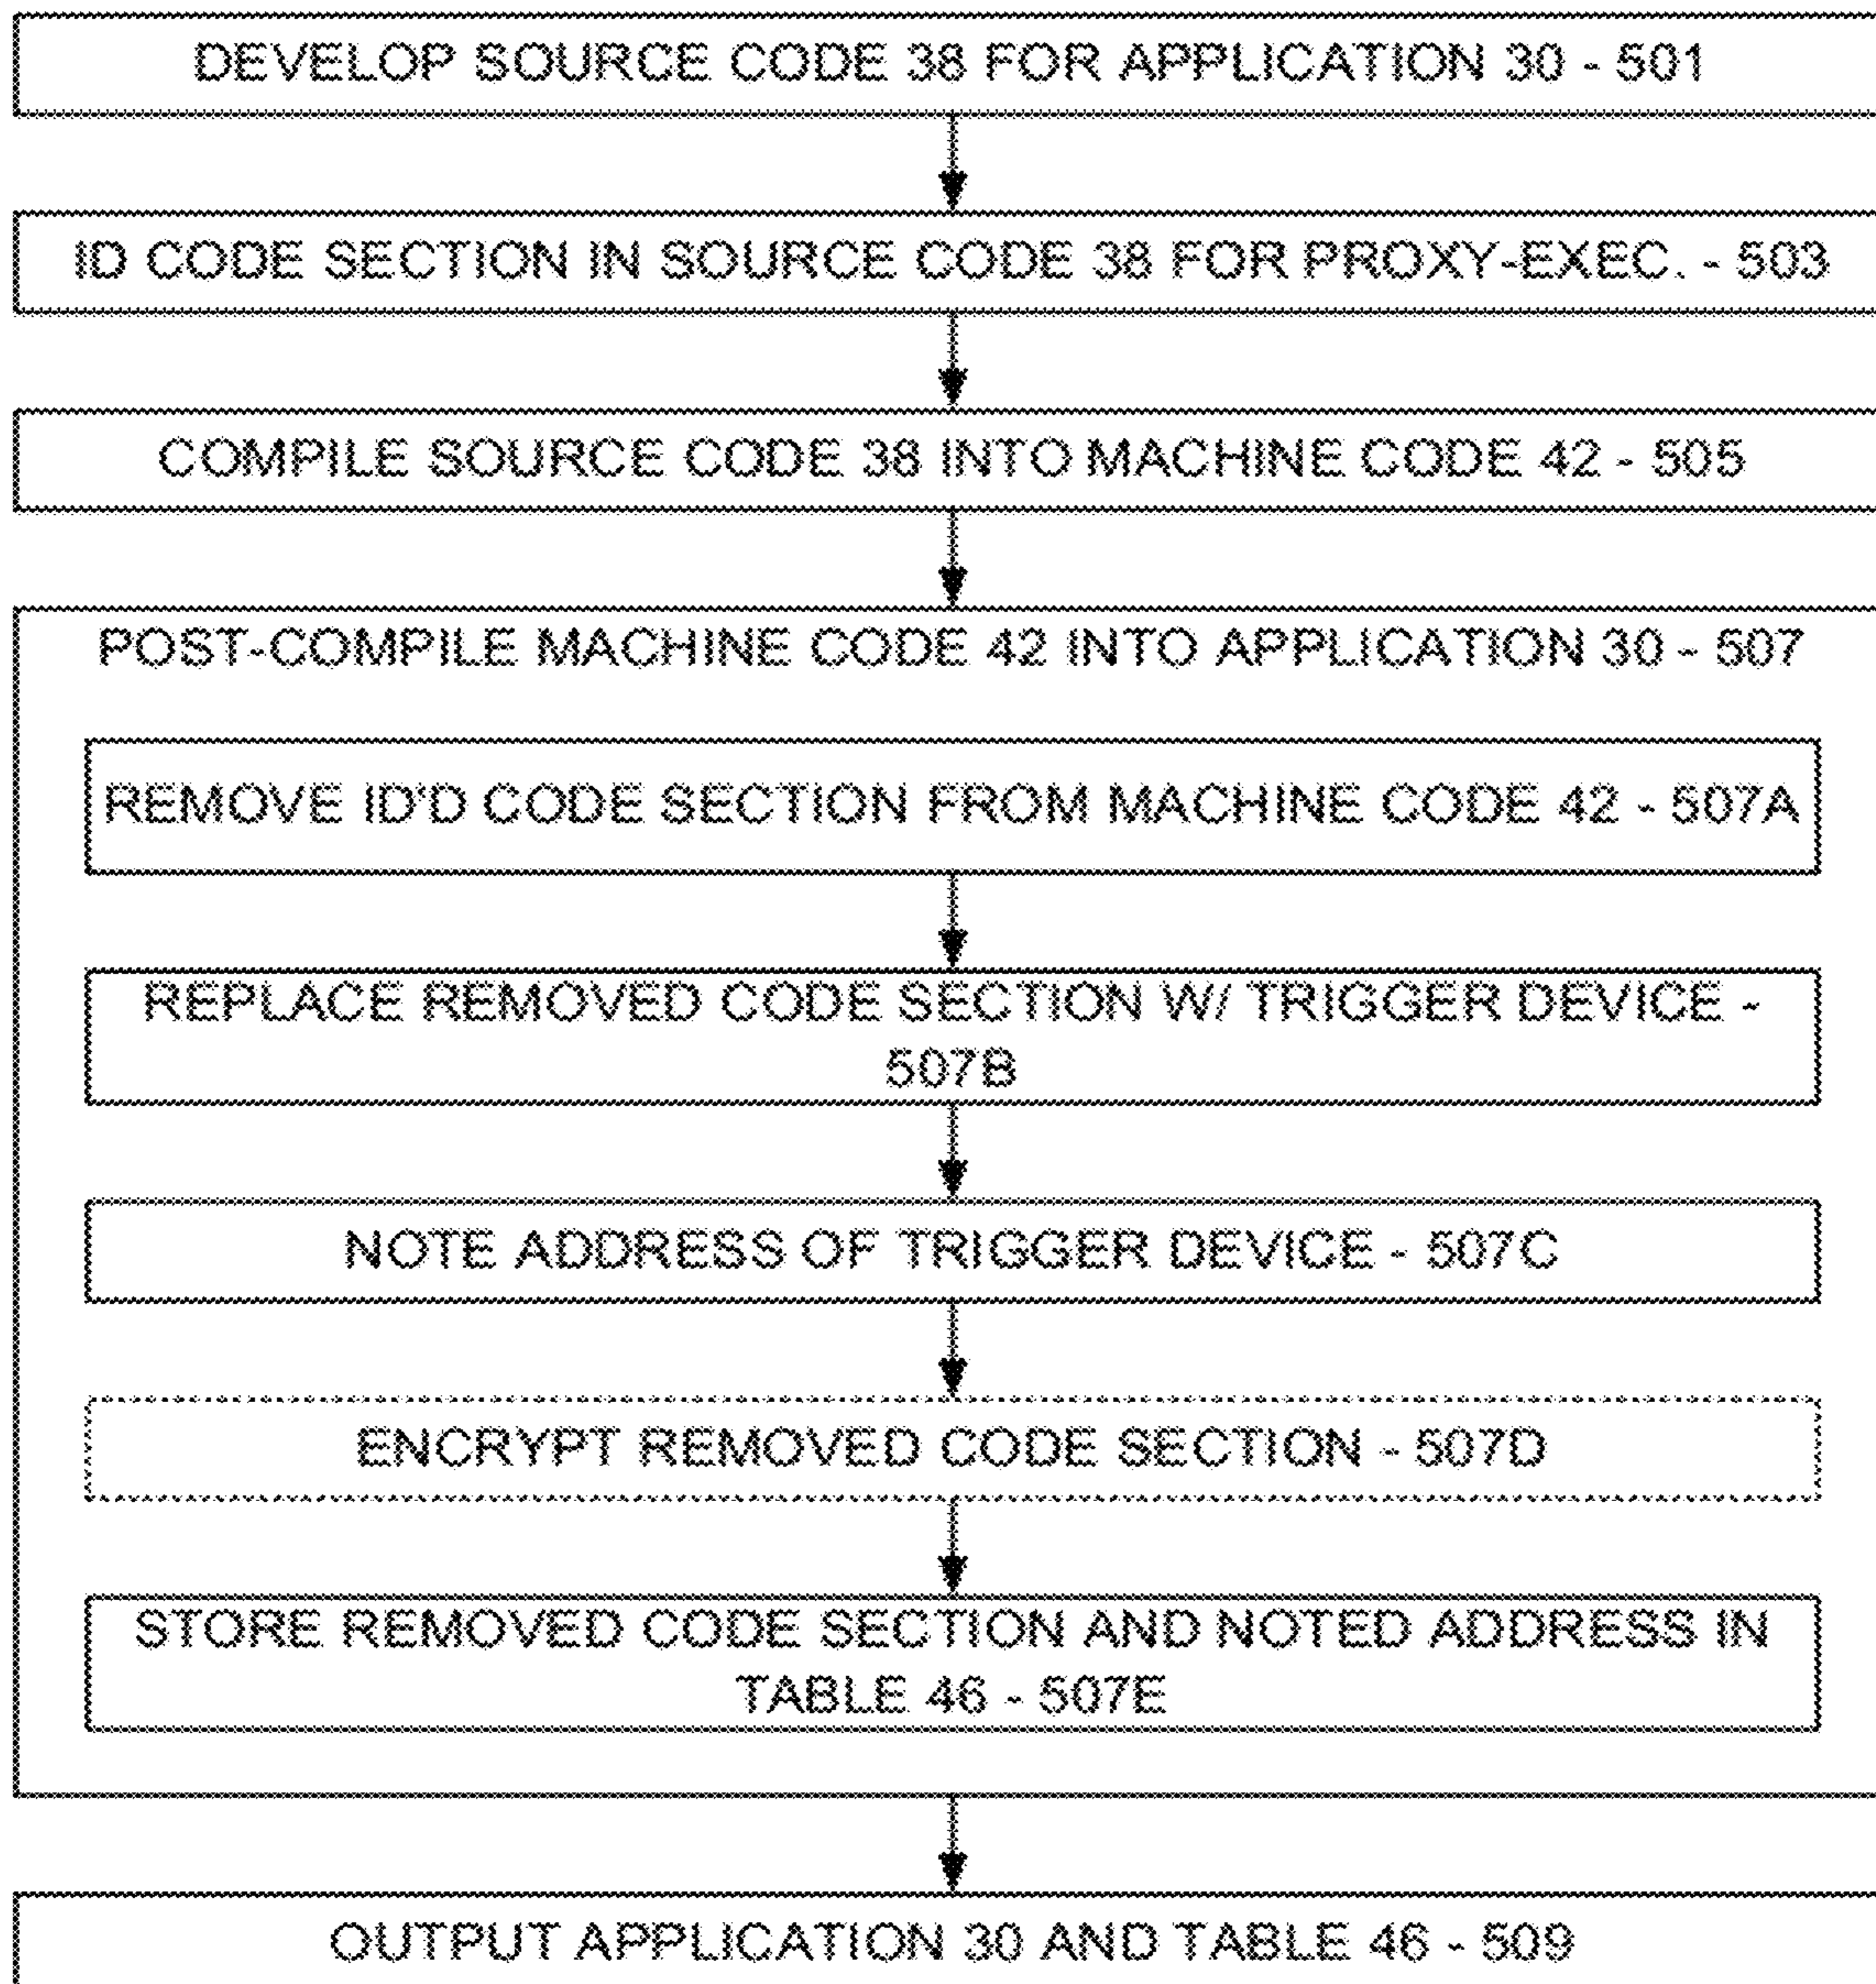 DEVELOP SOURCE CODE 38 FOR APPLICATION 30 - 501
ID CODE SECTION IN SOURCE CODE 38 FOR PROXY-EXEC. - 503
COMPILE SOURCE CODE 38 INTO MACHINE CODE 42 - 505
POST-COMPILE MACHINE CODE 42 INTO APPLICATION 30 - 507
REMOVE ID'D CODE SECTION FROM MACHINE CODE 42 - 507A
REPLACE REMOVED CODE SECTION W/ TRIGGER DEVICE -
507B
NOTE ADDRESS OF TRIGGER DEVICE - 507C
ENCRYPT REMOVED CODE SECTION - 507D
STORE REMOVED CODE SECTION AND NOTED ADDRESS IN
TABLE 46 - 507E
OUTPUT APPLICATION 30 AND TABLE 46 - 509